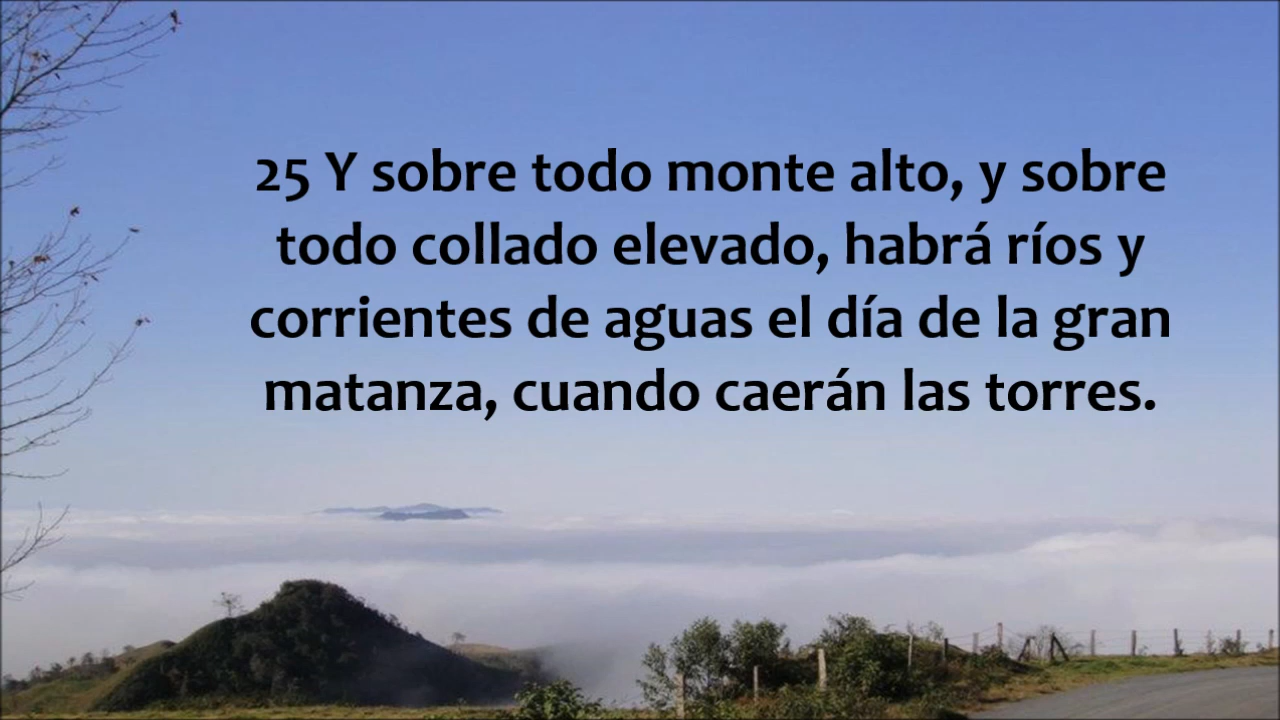 25 Y sobre todo monte alto, y sobre
todo collado elevado, habrá ríos y
corrientes de aguas el día de la gran
matanza, cuando caerán las torres.